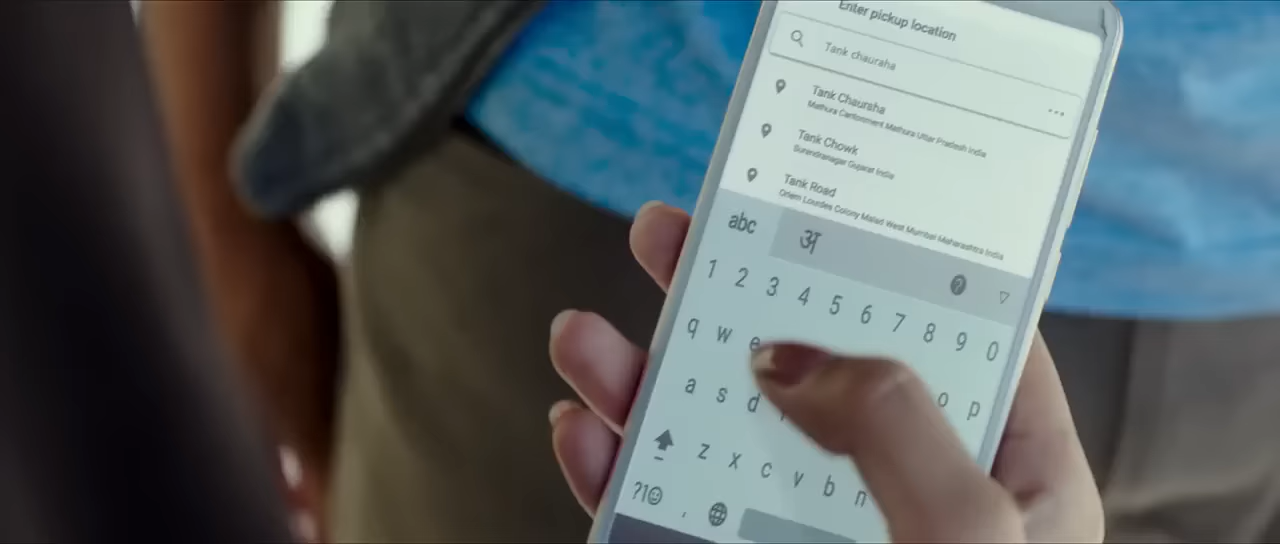 Enter pickup location
Tank chauraha
Tank Chauraha
Mathura Cantonment Mathura Uttar Pradesh India
Tank Chowk
Surendranagar Gujarat India
Tank Road
Orlem Lourdes Colony Malad West Mumbai Maharashtra India
abc अ
1 2 3 4 5 6 7 8 9 0
q w e o p
a s d
z x c v b n
?1☺ ,